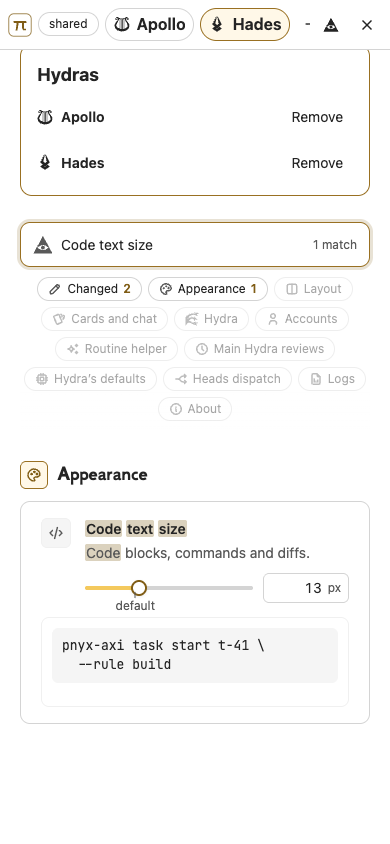 π shared Apollo Hades -
Hydras
Apollo Remove
Hades Remove
Code text size 1 match
Changed 2 Appearance 1 Layout
Cards and chat Hydra Accounts
Routine helper Main Hydra reviews
Hydra's defaults Heads dispatch Logs
About
Appearance
Code text size
Code blocks, commands and diffs.
13 px
default
pnyx-axi task start t-41 \
--rule build